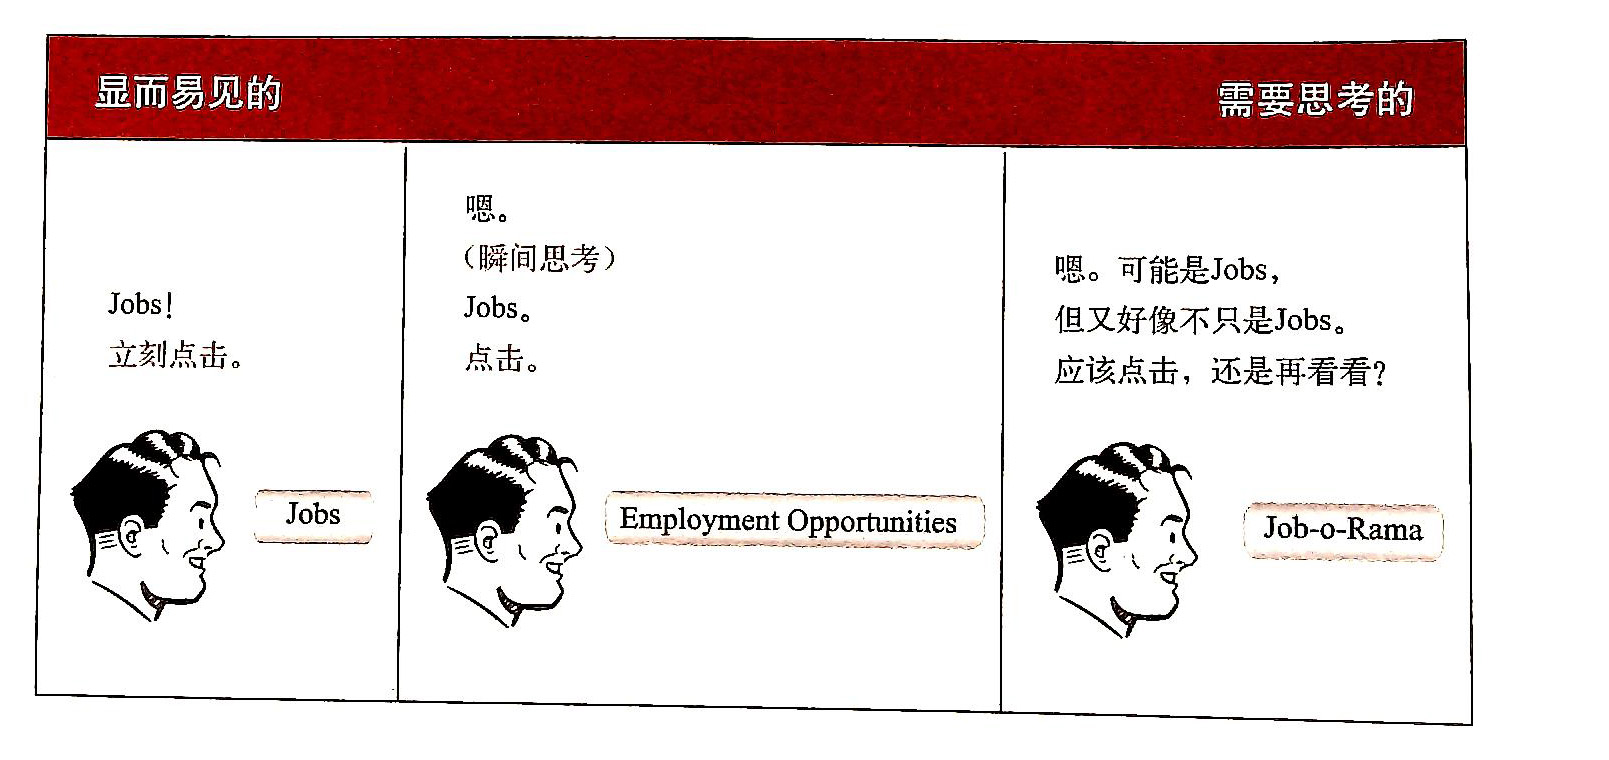 显而易见的
需要思考的
Jobs!
立刻点击。
Jobs
嗯。
（瞬间思考）
Jobs。
点击。
Employment Opportunities
嗯。可能是Jobs，
但又好像不只是Jobs。
应该点击，还是再看看？
Job-o-Rama